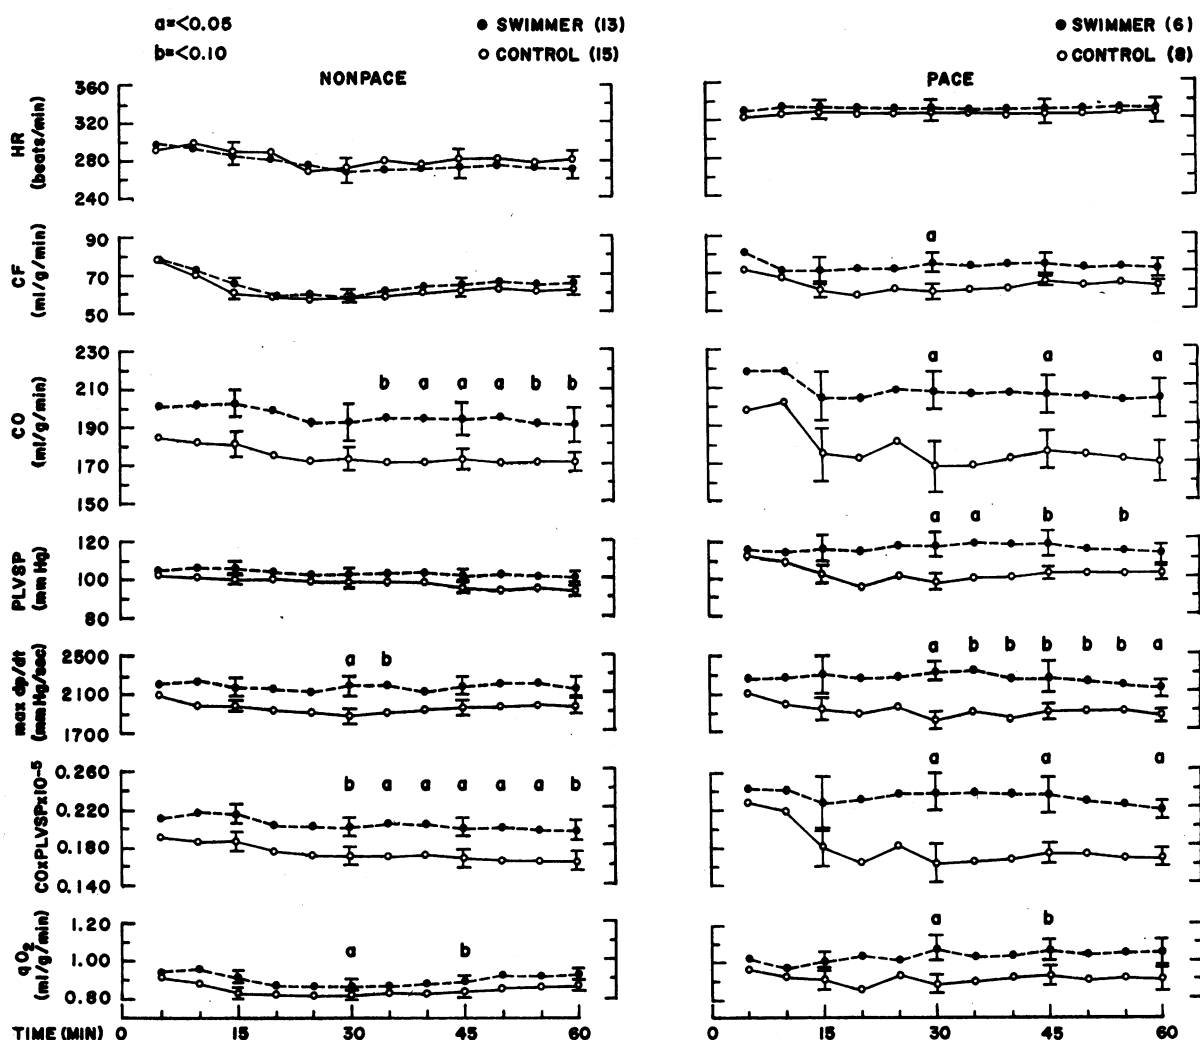 a=<0.05
● SWIMMER (13)
● SWIMMER (6)
b=<0.10
○ CONTROL (15)
○ CONTROL (8)
NONPACE
PACE
HR
(beats/min)
360
320
280
240
CF
(ml/g/min)
90
70
50
a
CO
(ml/g/min)
230
210
190
170
150
b a a a b b
a a a
PLVSP
(mm Hg)
120
100
80
a a b b
max dp/dt
(mmHg/sec)
2500
2100
1700
a b
a b b b b b a
COxPLVSPx10-5
0.260
0.220
0.180
0.140
b a a a a a b
a a a
qO2
(ml/g/min)
1.20
1.00
0.80
a b
a b
TIME (MIN) 0 15 30 45 60
0 15 30 45 60